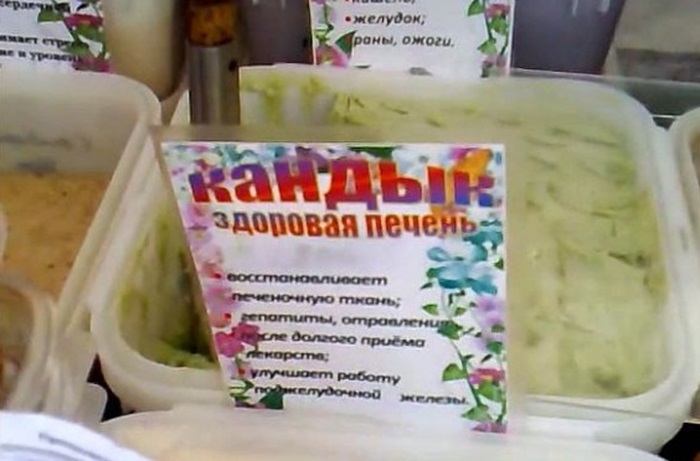 желудок;
раны, ожоги.
кандык
здоровая печень
восстанавливает
печеночную ткань;
гепатиты, отравления
после долгого приёма
лекарств;
улучшает работу
поджелудочной железы.